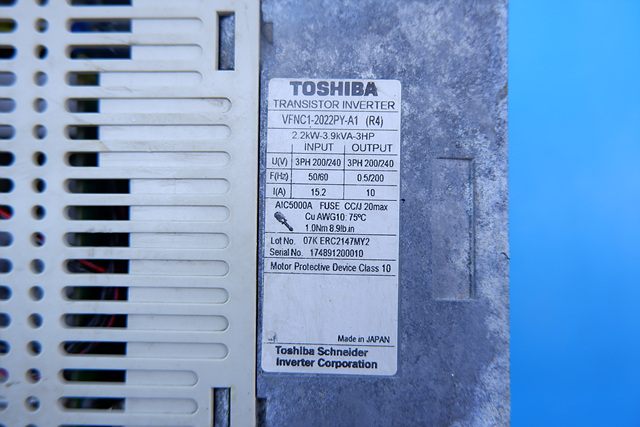 TOSHIBA
TRANSISTOR INVERTER
VFNC1-2022PY-A1 (R4)
2.2kW-3.9kVA-3HP
INPUT OUTPUT
U(V) 3PH 200/240 3PH 200/240
F(Hz) 50/60 0.5/200
I(A) 15.2 10
AIC5000A FUSE CC/J 20max
Cu AWG10: 75ºC
1.0Nm 8.9lb.in
Lot No. 07K ERC2147MY2
Serial No. 174891200010
Motor Protective Device Class 10
Made in JAPAN
Toshiba Schneider
Inverter Corporation